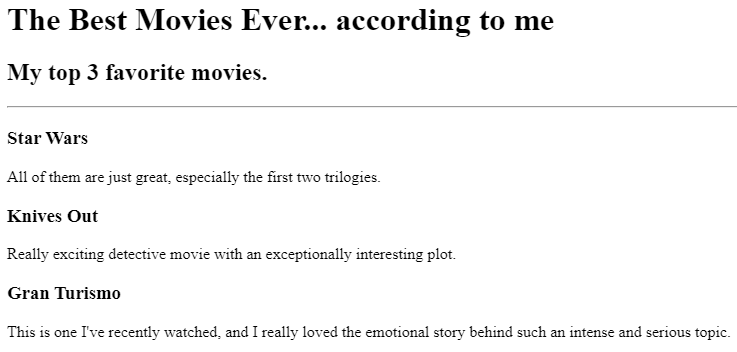 The Best Movies Ever... according to me
My top 3 favorite movies.
Star Wars
All of them are just great, especially the first two trilogies.
Knives Out
Really exciting detective movie with an exceptionally interesting plot.
Gran Turismo
This is one I've recently watched, and I really loved the emotional story behind such an intense and serious topic.